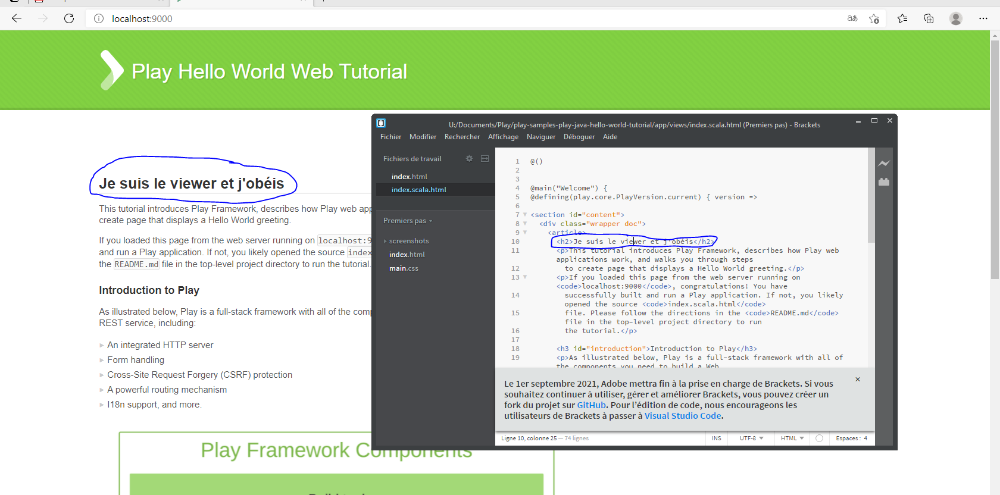 localhost:9000
aあ
Play Hello World Web Tutorial
Je suis le viewer et j'obéis
This tutorial introduces Play Framework, describes how Play web app
create page that displays a Hello World greeting.
If you loaded this page from the web server running on localhost:9
and run a Play application. If not, you likely opened the source index
the README.md file in the top-level project directory to run the tutorial.
Introduction to Play
As illustrated below, Play is a full-stack framework with all of the com
REST service, including:
An integrated HTTP server
Form handling
Cross-Site Request Forgery (CSRF) protection
A powerful routing mechanism
I18n support, and more.
Play Framework Components
U:/Documents/Play/play-samples-play-java-hello-world-tutorial/app/views/index.scala.html (Premiers pas) - Brackets
Fichier Modifier Rechercher Affichage Naviguer Déboguer Aide
Fichiers de travail
index.html
index.scala.html
Premiers pas
screenshots
index.html
main.css
1 @()
2
3
4 @main("Welcome") {
5 @defining(play.core.PlayVersion.current) { version =>
6
7 <section id="content">
8 <div class="wrapper doc">
9 <article>
10 <h2>Je suis le viewer et j'obéis</h2>
11 <p>This tutorial introduces Play Framework, describes how Play web
applications work, and walks you through steps
12 to create page that displays a Hello World greeting.</p>
13 <p>If you loaded this page from the web server running on
<code>localhost:9000</code>, congratulations! You have
14 successfully built and run a Play application. If not, you likely
opened the source <code>index.scala.html</code>
15 file. Please follow the directions in the <code>README.md</code>
file in the top-level project directory to run
16 the tutorial.</p>
17
18 <h3 id="introduction">Introduction to Play</h3>
19 <p>As illustrated below, Play is a full-stack framework with all of
the components you need to build a Web
Le 1er septembre 2021, Adobe mettra fin à la prise en charge de Brackets. Si vous
souhaitez continuer à utiliser, gérer et améliorer Brackets, vous pouvez créer un
fork du projet sur GitHub. Pour l'édition de code, nous encourageons les
utilisateurs de Brackets à passer à Visual Studio Code.
Ligne 10, colonne 25 — 74 lignes
INS UTF-8 HTML Espaces : 4